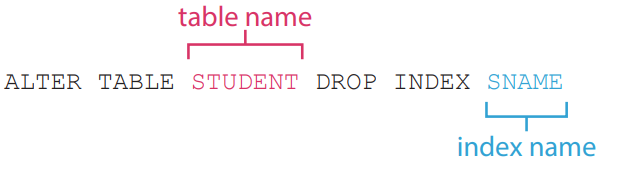 table name
ALTER TABLE STUDENT DROP INDEX SNAME
index name